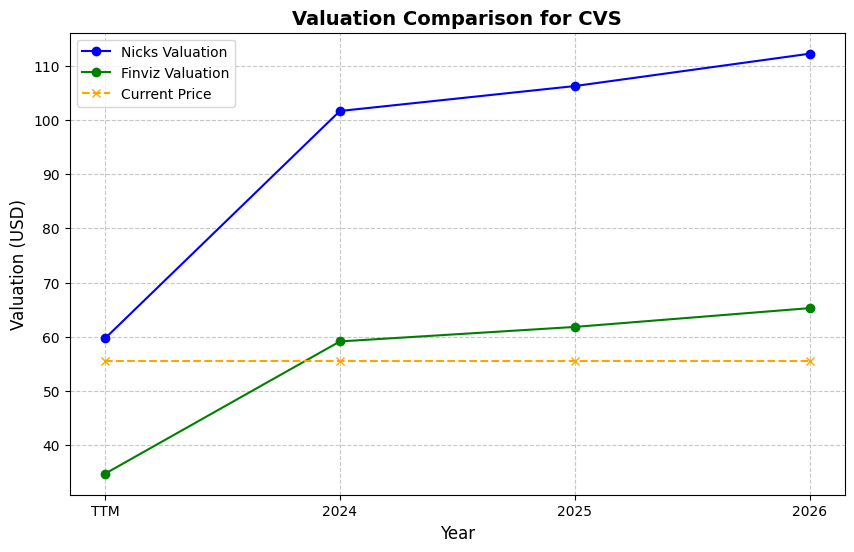 Valuation Comparison for CVS
Nicks Valuation
Finviz Valuation
Current Price
110
100
90
80
70
60
50
40
Valuation (USD)
TTM 2024 2025 2026
Year